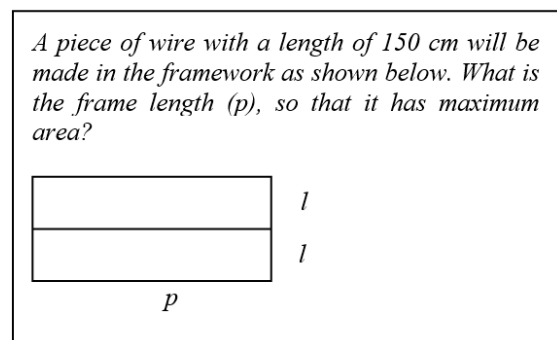 A piece of wire with a length of 150 cm will be
made in the framework as shown below. What is
the frame length (p), so that it has maximum
area?
l
l
p